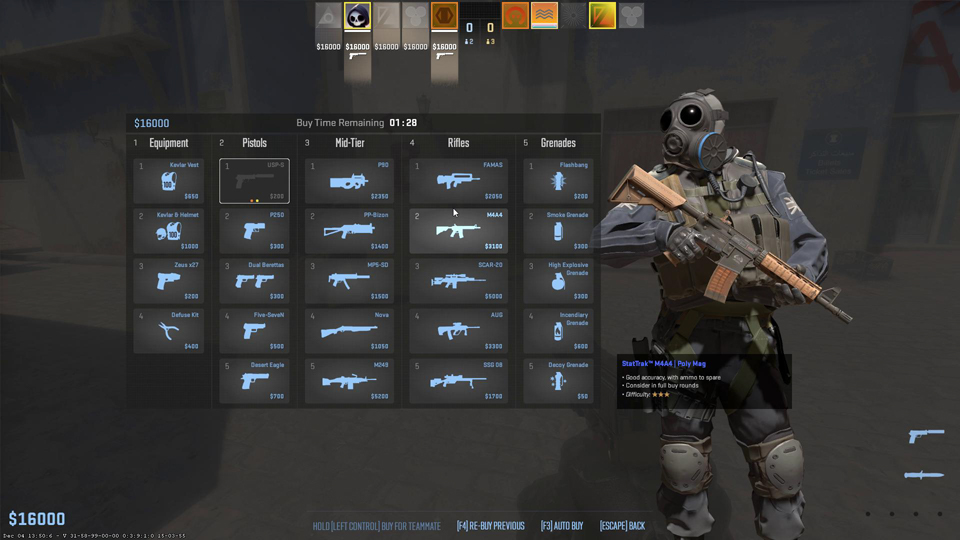 $16000 $16000 $16000 $16000 $16000
0 0
2 3
$16000 Buy Time Remaining 01:28
1 Equipment 2 Pistols 3 Mid-Tier 4 Rifles 5 Grenades
1 Kevlar Vest $650
2 Kevlar & Helmet $1000
3 Zeus x27 $200
4 Defuse Kit $400
1 USP-S $200
2 P250 $300
3 Dual Berettas $300
4 Five-SeveN $500
5 Desert Eagle $700
1 P90 $2350
2 PP-Bizon $1400
3 MP5-SD $1500
4 Nova $1050
5 M249 $5200
1 FAMAS $2050
2 M4A4 $3100
3 SCAR-20 $5000
4 AUG $3300
5 SSG 08 $1700
1 Flashbang $200
2 Smoke Grenade $300
3 High Explosive
Grenade $300
4 Incendiary
Grenade $600
5 Decoy Grenade $50
StatTrak™ M4A4 | Poly Mag
• Good accuracy, with ammo to spare
• Consider in full buy rounds
• Difficulty: ★★★
$16000
HOLD [LEFT CONTROL] BUY FOR TEAMMATE [F4] RE-BUY PREVIOUS [F3] AUTO BUY [ESCAPE] BACK